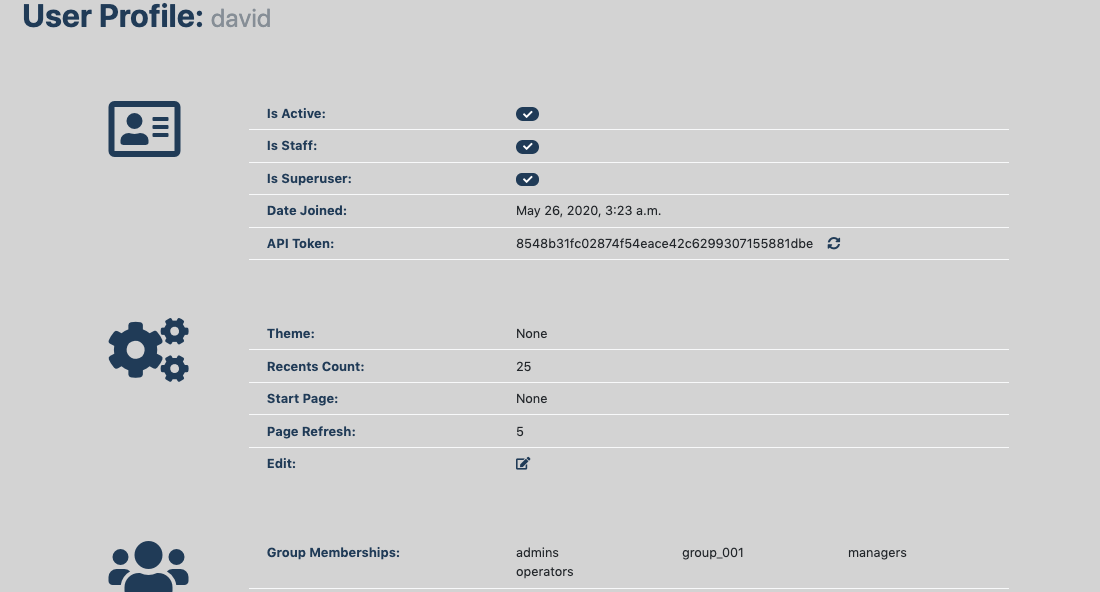 User Profile: david
Is Active:
Is Staff:
Is Superuser:
Date Joined: May 26, 2020, 3:23 a.m.
API Token: 8548b31fc02874f54eace42c6299307155881dbe
Theme: None
Recents Count: 25
Start Page: None
Page Refresh: 5
Edit:
Group Memberships: admins group_001 managers
operators